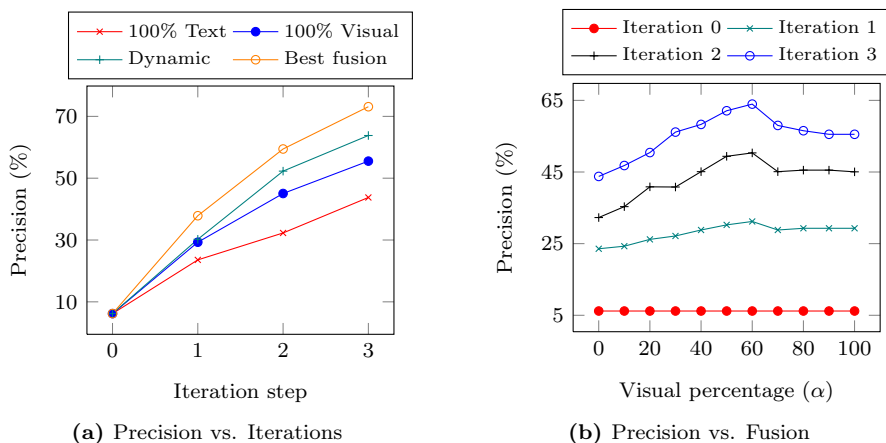 100% Text 100% Visual
Dynamic Best fusion
70
50
30
10
Precision (%)
0 1 2 3
Iteration step
(a) Precision vs. Iterations
Iteration 0 Iteration 1
Iteration 2 Iteration 3
65
45
25
5
Precision (%)
0 20 40 60 80 100
Visual percentage (α)
(b) Precision vs. Fusion